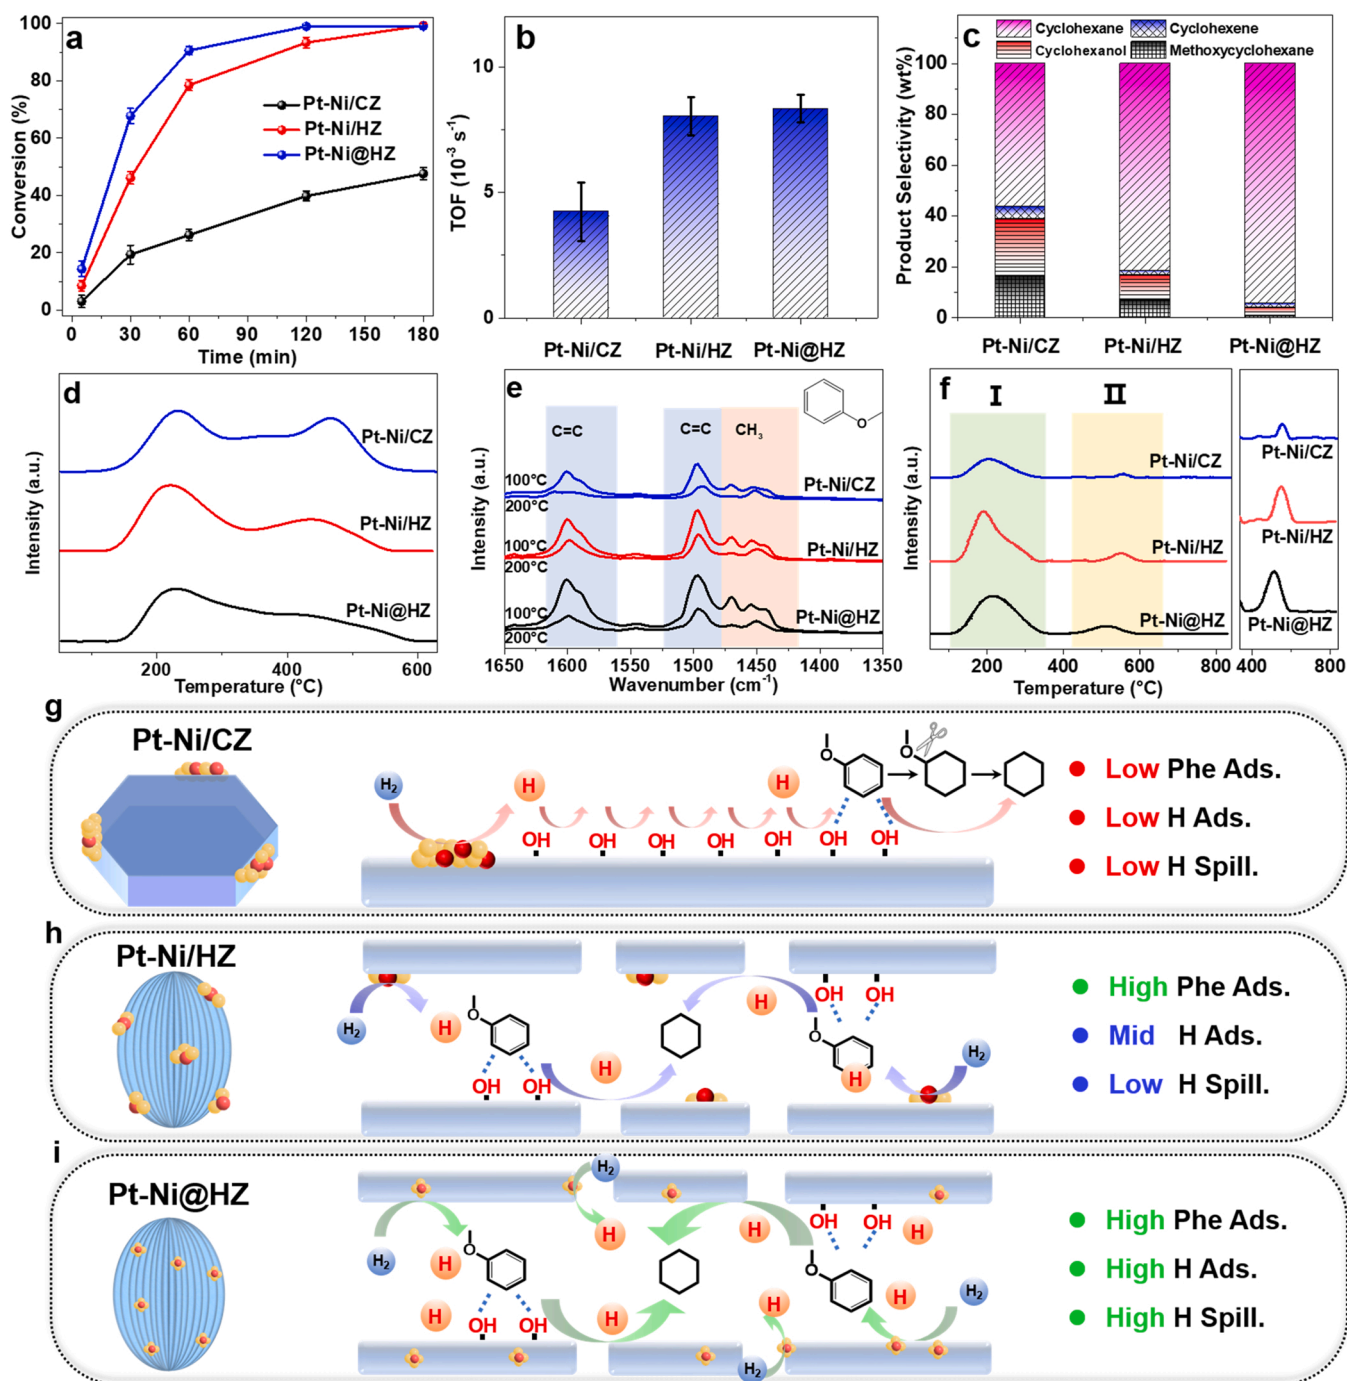 a
Conversion (%)
100
80
60
40
20
0
Pt-Ni/CZ
Pt-Ni/HZ
Pt-Ni@HZ
0 30 60 90 120 150 180
Time (min)
b
TOF (10⁻³ s⁻¹)
10
5
0
Pt-Ni/CZ Pt-Ni/HZ Pt-Ni@HZ
c
Cyclohexane Cyclohexene
Cyclohexanol Methoxycyclohexane
Product Selectivity (wt%)
100
80
60
40
20
0
Pt-Ni/CZ Pt-Ni/HZ Pt-Ni@HZ
d
Intensity (a.u.)
Pt-Ni/CZ
Pt-Ni/HZ
Pt-Ni@HZ
200 400 600
Temperature (°C)
e
Intensity (a.u.)
O
C=C C=C CH₃
100°C
Pt-Ni/CZ
200°C
100°C
Pt-Ni/HZ
200°C
100°C
Pt-Ni@HZ
200°C
1650 1600 1550 1500 1450 1400 1350
Wavenumber (cm⁻¹)
f
Intensity (a.u.)
I II
Pt-Ni/CZ
Pt-Ni/HZ
Pt-Ni@HZ
0 200 400 600 800
Temperature (°C)
Pt-Ni/CZ
Pt-Ni/HZ
Pt-Ni@HZ
400 800
g
Pt-Ni/CZ
H₂
H
H
O
O
OH OH OH OH OH OH OH
Low Phe Ads.
Low H Ads.
Low H Spill.
h
Pt-Ni/HZ
H₂
H
O
OH OH
H
H
OH OH
O
H
H₂
High Phe Ads.
Mid H Ads.
Low H Spill.
i
Pt-Ni@HZ
H₂
H₂
H
H
O
H
OH OH
H
H
OH OH
H
O
H
H
H₂
H₂
High Phe Ads.
High H Ads.
High H Spill.